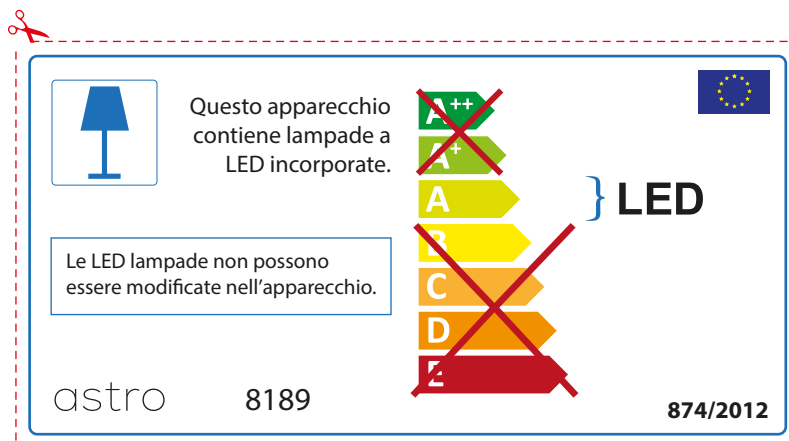 Questo apparecchio
contiene lampade a
LED incorporate.
A++
A+
A
B
C
D
E
LED
Le LED lampade non possono
essere modificate nell'apparecchio.
astro
8189
874/2012